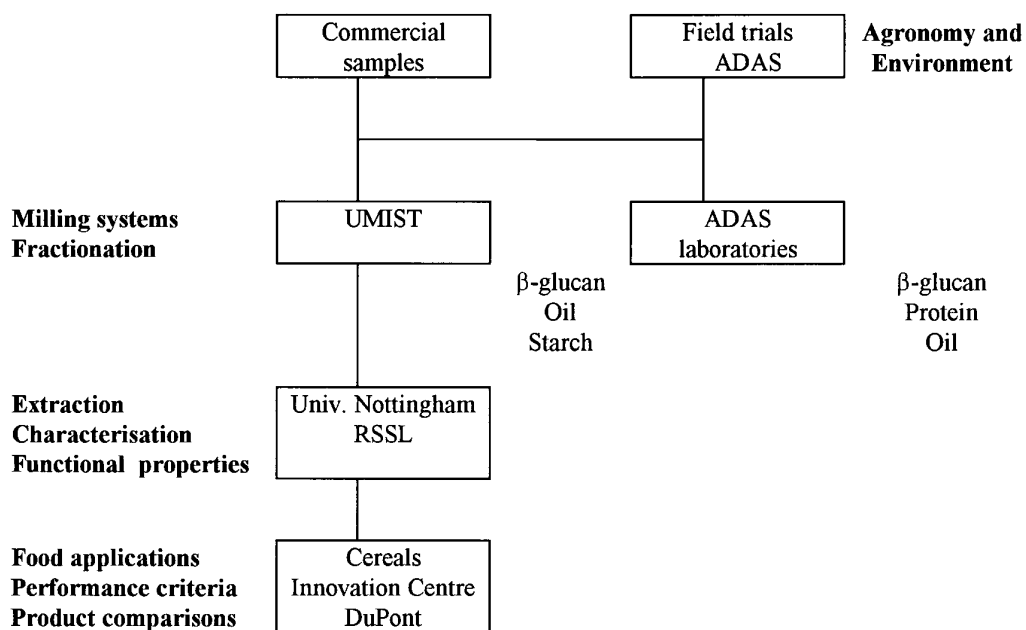 Commercial
samples
Field trials
ADAS
Agronomy and
Environment
Milling systems
Fractionation
UMIST
ADAS
laboratories
β-glucan
Oil
Starch
β-glucan
Protein
Oil
Extraction
Characterisation
Functional properties
Univ. Nottingham
RSSL
Food applications
Performance criteria
Product comparisons
Cereals
Innovation Centre
DuPont